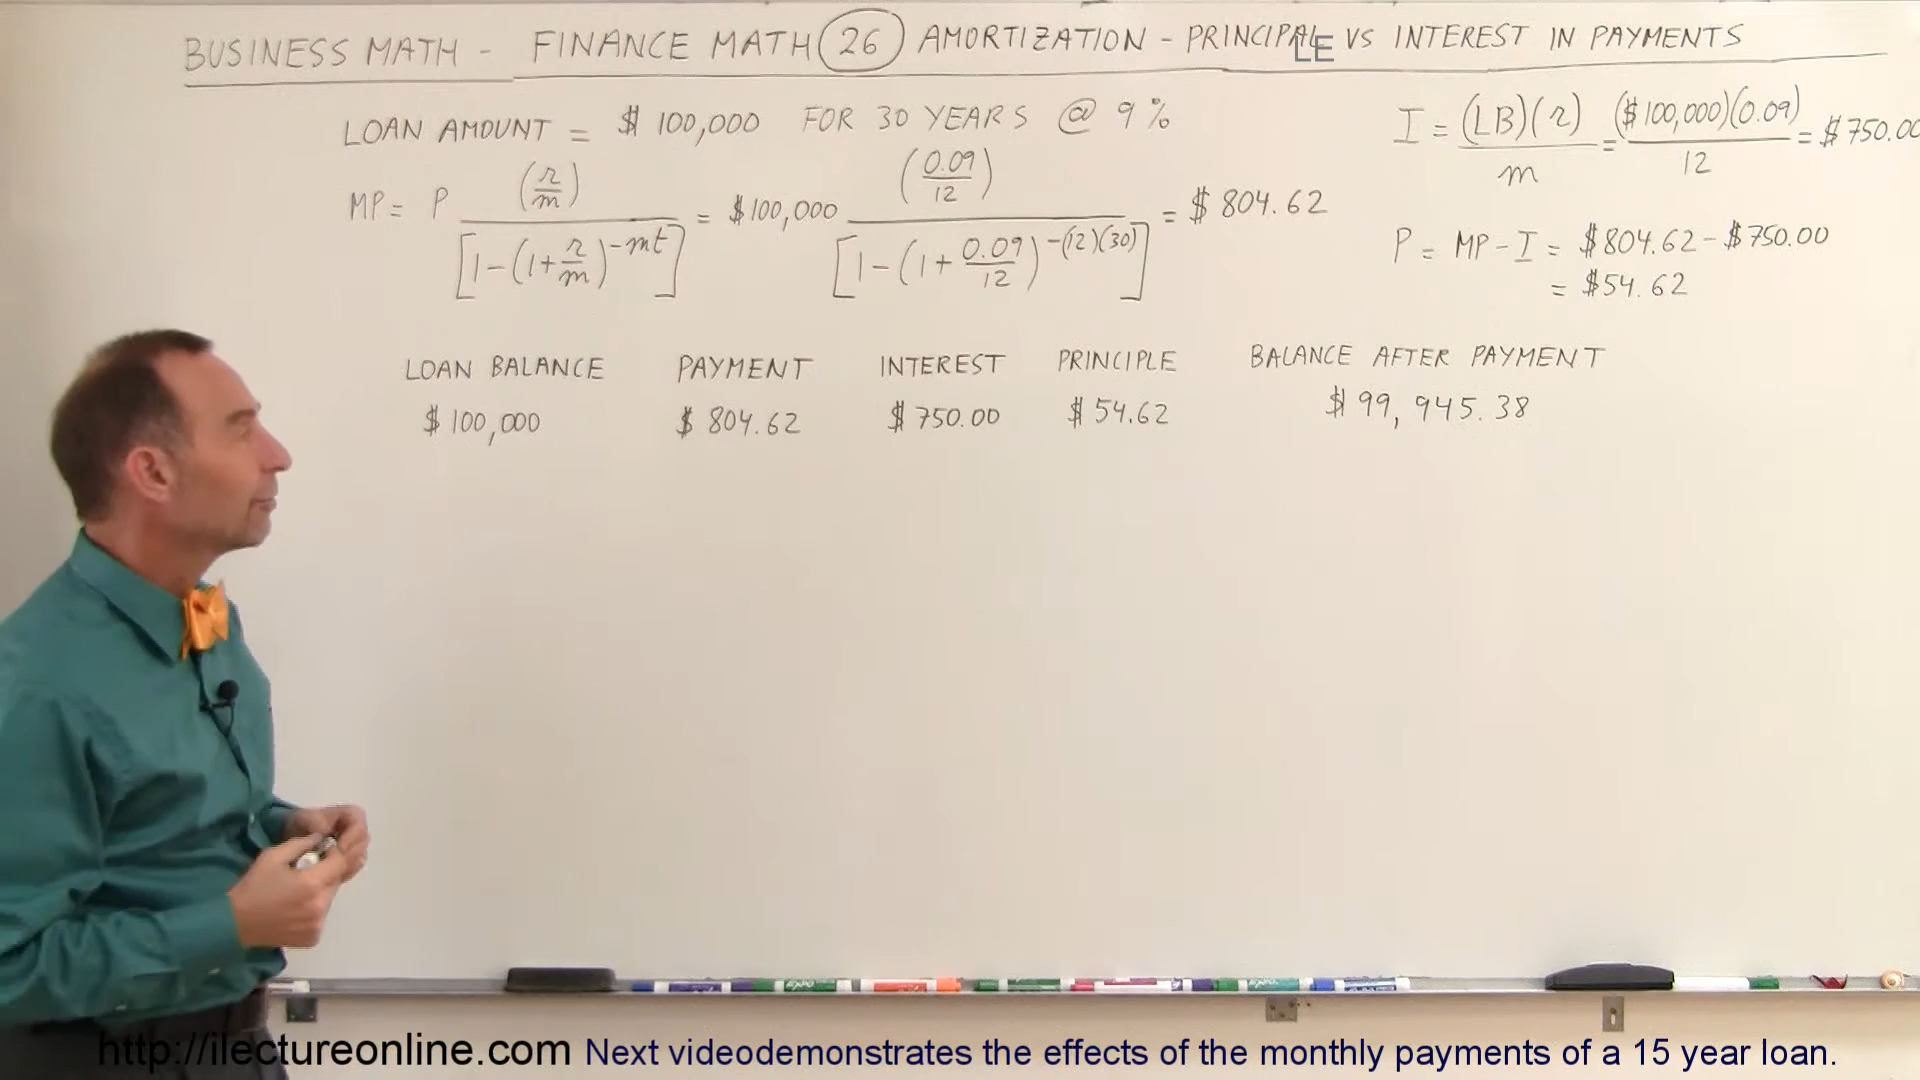 BUSINESS MATH - FINANCE MATH 26 AMORTIZATION - PRINCIPLE VS INTEREST IN PAYMENTS
LOAN AMOUNT = $ 100,000 FOR 30 YEARS @ 9%
I = (LB)(r)/m = ($100,000)(0.09)/12 = $750.00
MP = P (r/m)/[1-(1+r/m)^-mt] = $100,000 (0.09/12)/[1-(1+0.09/12)^-(12)(30)] = $ 804.62
P = MP - I = $804.62 - $750.00
= $54.62
LOAN BALANCE PAYMENT INTEREST PRINCIPLE BALANCE AFTER PAYMENT
$ 100,000 $ 804.62 $ 750.00 $ 54.62 $ 99,945.38
http://ilectureonline.com Next videodemonstrates the effects of the monthly payments of a 15 year loan.